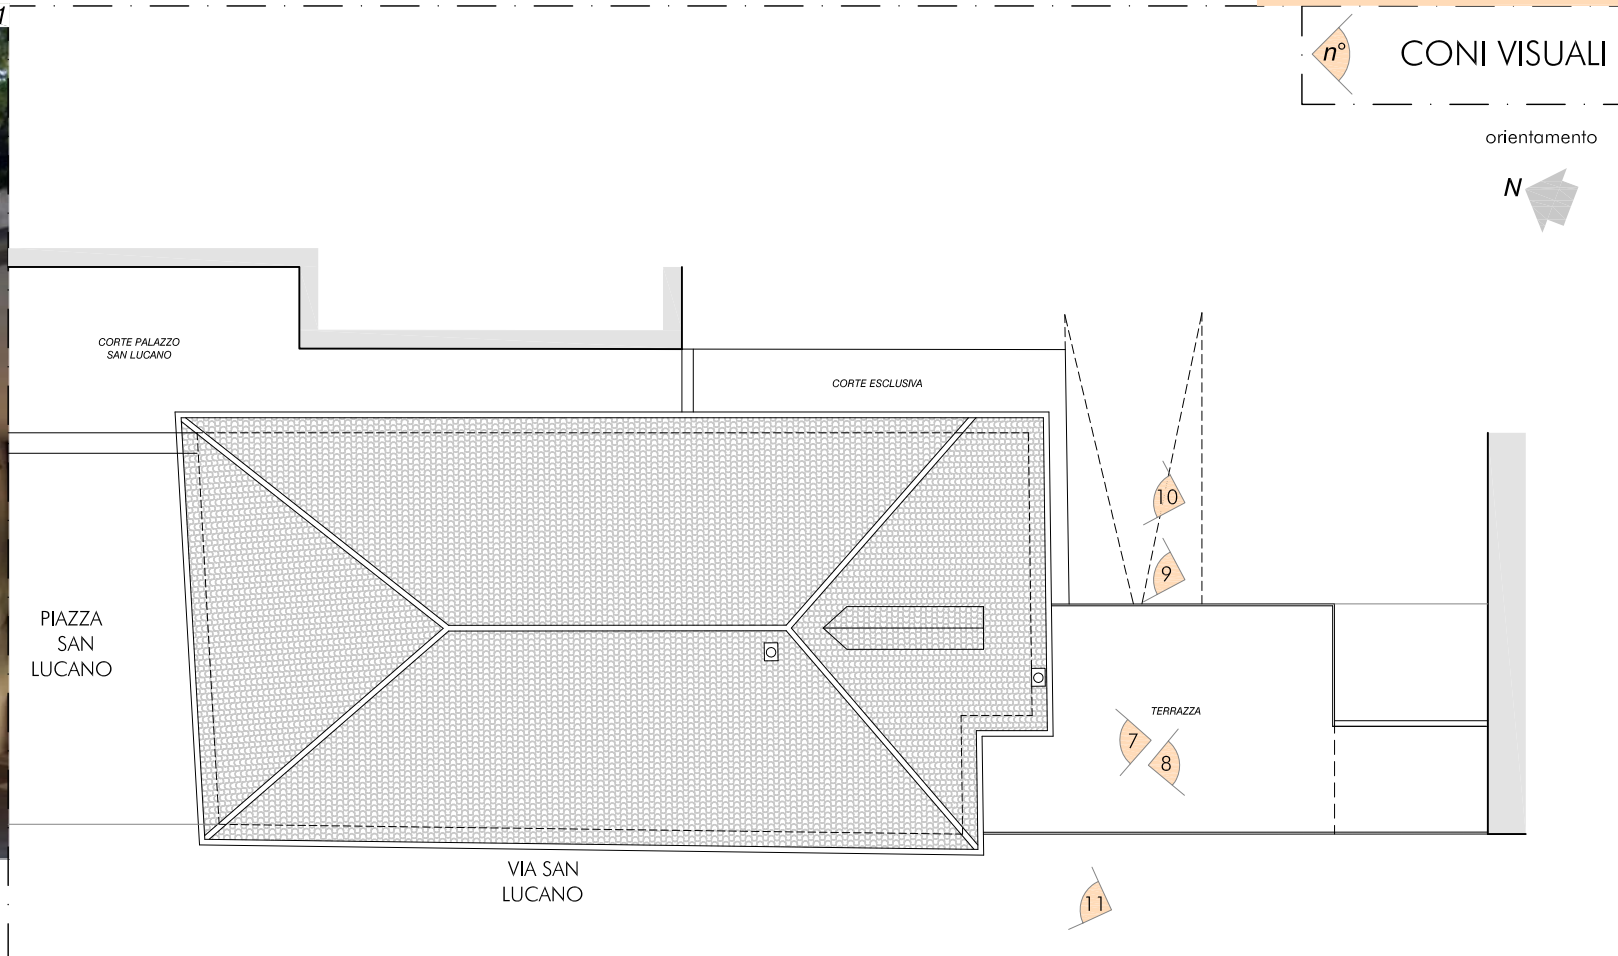 1
n°
CONI VISUALI
orientamento
N
CORTE PALAZZO
SAN LUCANO
CORTE ESCLUSIVA
10
9
PIAZZA
SAN
LUCANO
TERRAZZA
7
8
VIA SAN
LUCANO
11